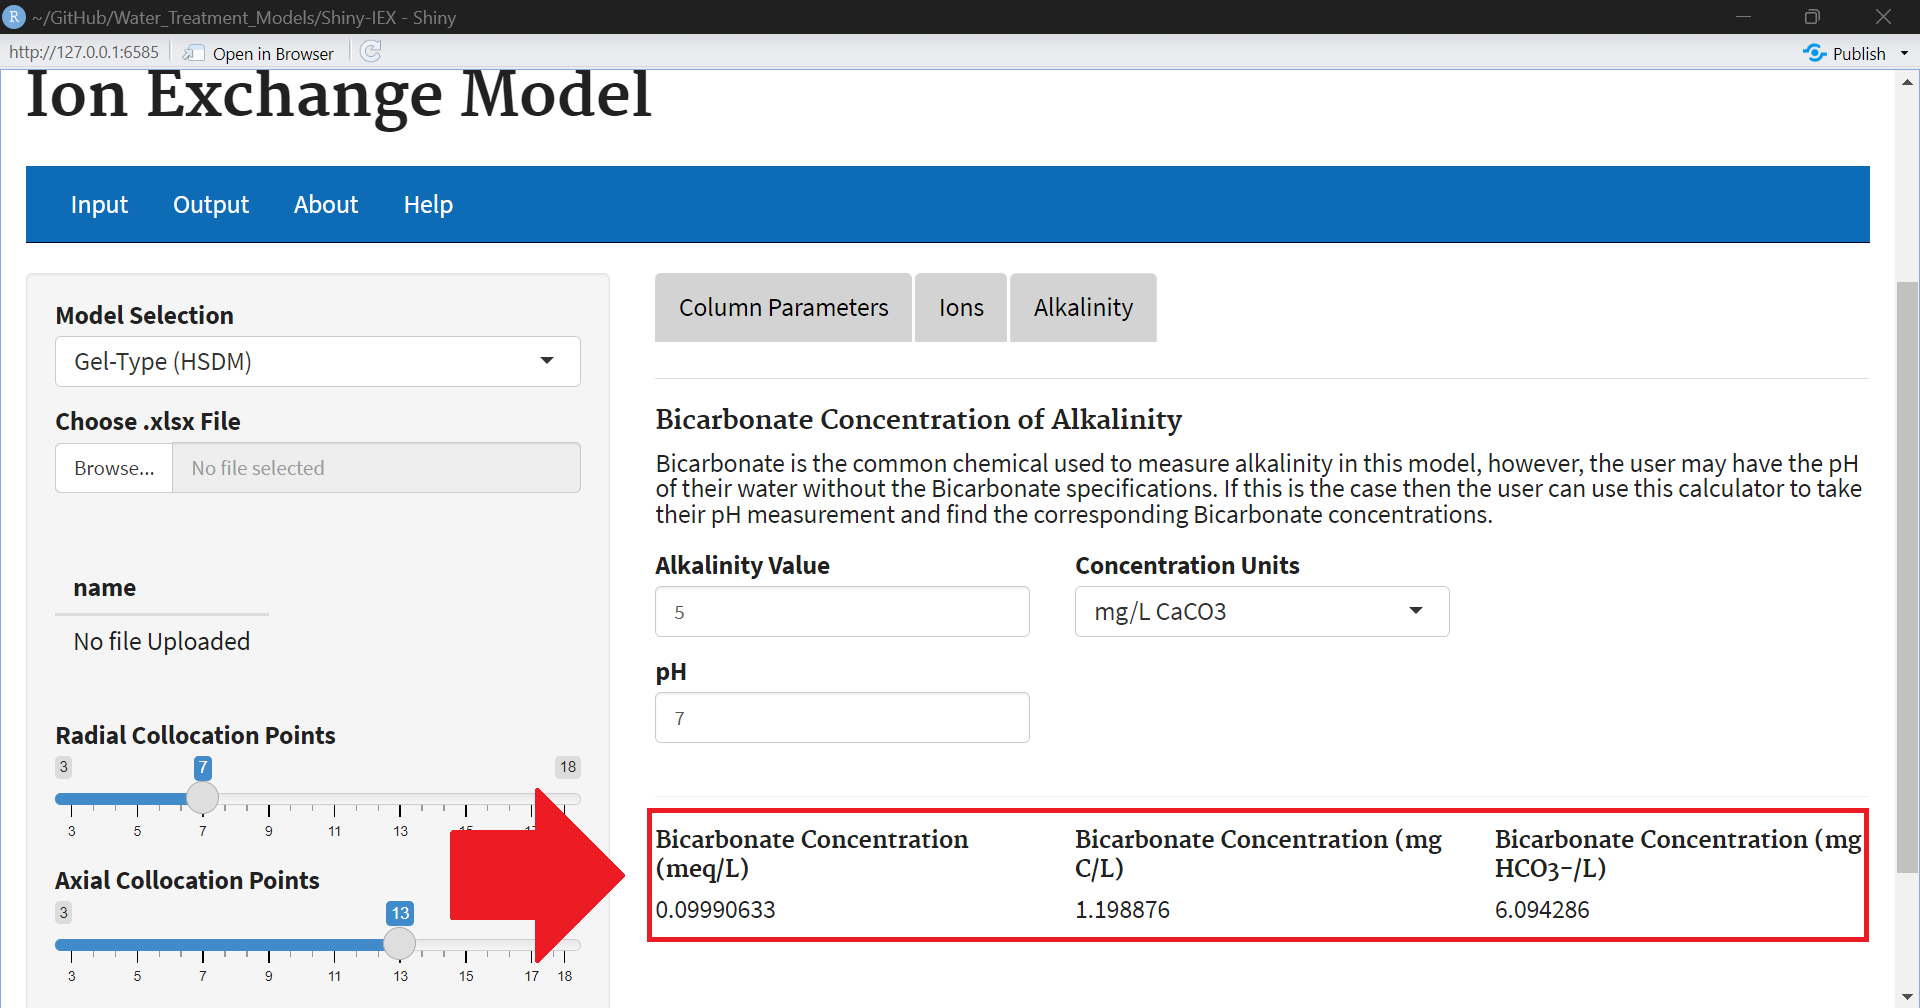 R ~/GitHub/Water_Treatment_Models/Shiny-IEX - Shiny
http://127.0.0.1:6585 Open in Browser Publish
Ion Exchange Model
Input Output About Help
Model Selection
Gel-Type (HSDM)
Choose .xlsx File
Browse... No file selected
name
No file Uploaded
Radial Collocation Points
3 7 18
3 5 7 9 11 13
Axial Collocation Points
3 13
3 5 7 9 11 13 15 17 18
Column Parameters Ions Alkalinity
Bicarbonate Concentration of Alkalinity
Bicarbonate is the common chemical used to measure alkalinity in this model, however, the user may have the pH
of their water without the Bicarbonate specifications. If this is the case then the user can use this calculator to take
their pH measurement and find the corresponding Bicarbonate concentrations.
Alkalinity Value Concentration Units
5 mg/L CaCO3
pH
7
Bicarbonate Concentration
(meq/L)
0.09990633
Bicarbonate Concentration (mg
C/L)
1.198876
Bicarbonate Concentration (mg
HCO3-/L)
6.094286